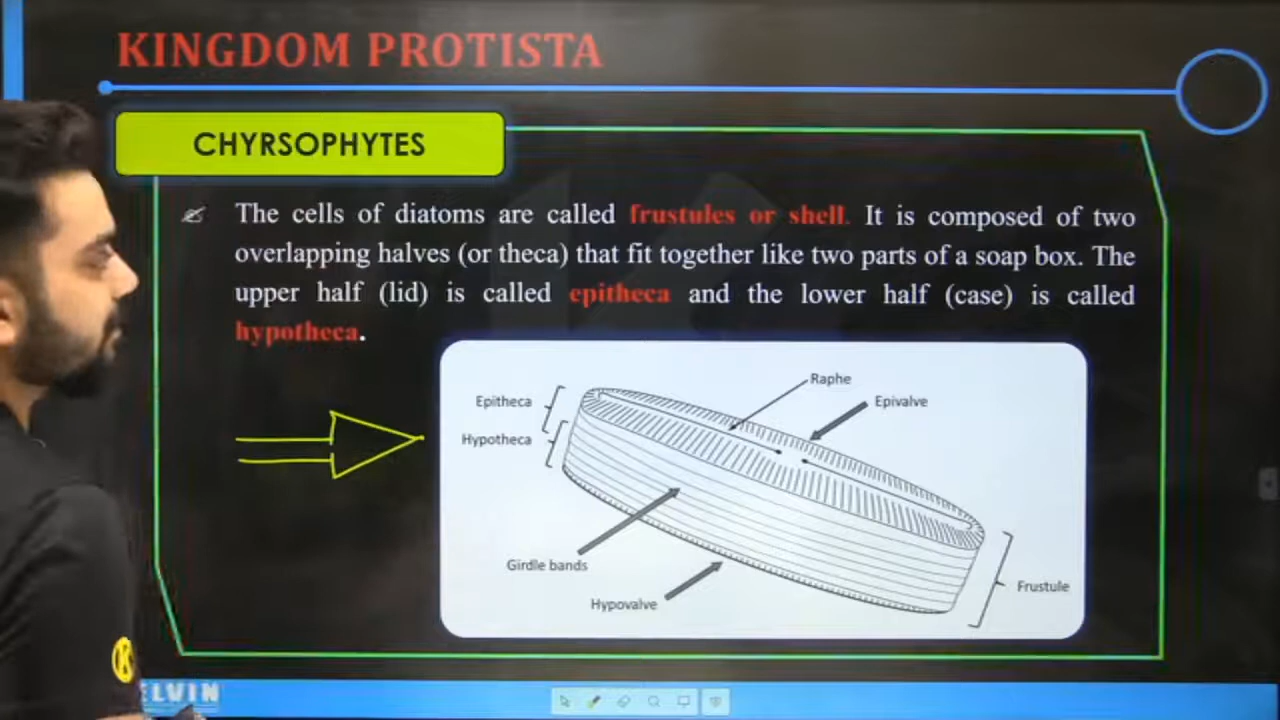 KINGDOM PROTISTA
CHYRSOPHYTES
The cells of diatoms are called frustules or shell. It is composed of two
overlapping halves (or theca) that fit together like two parts of a soap box. The
upper half (lid) is called epitheca and the lower half (case) is called
hypotheca.
Raphe
Epitheca
Epivalve
Hypotheca
Girdle bands
Frustule
Hypovalve
K
ELVIN